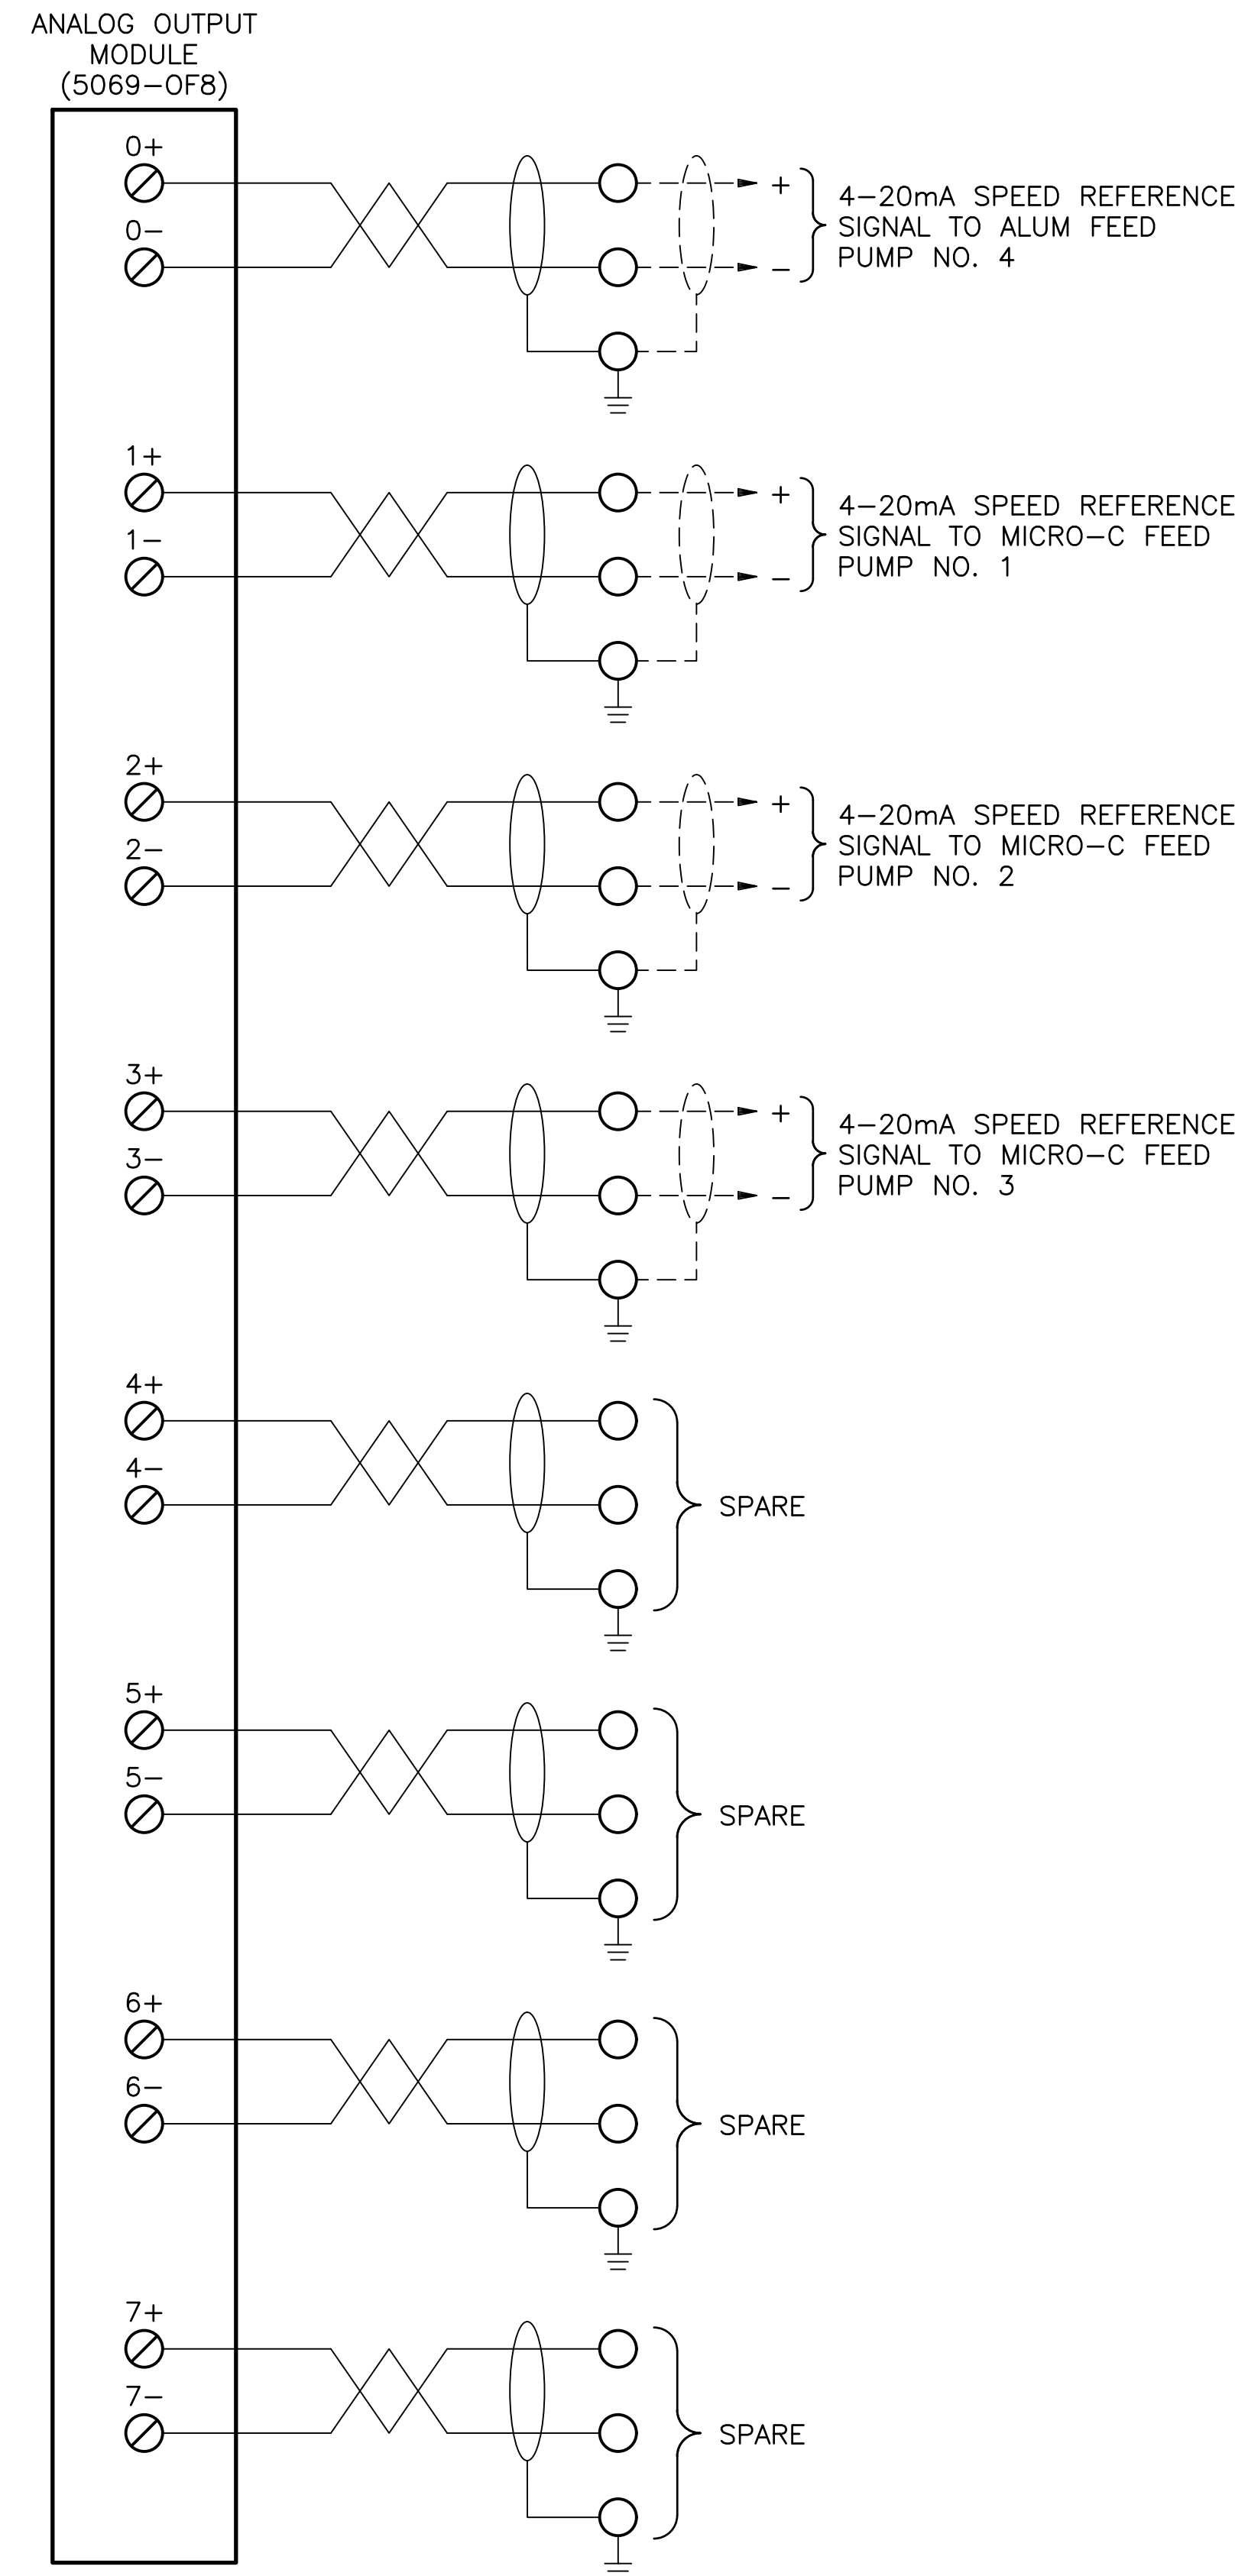 ANALOG OUTPUT
MODULE
(5069-OF8)
0+
0-
+
-
4-20mA SPEED REFERENCE
SIGNAL TO ALUM FEED
PUMP NO. 4
1+
1-
+
-
4-20mA SPEED REFERENCE
SIGNAL TO MICRO-C FEED
PUMP NO. 1
2+
2-
+
-
4-20mA SPEED REFERENCE
SIGNAL TO MICRO-C FEED
PUMP NO. 2
3+
3-
+
-
4-20mA SPEED REFERENCE
SIGNAL TO MICRO-C FEED
PUMP NO. 3
4+
4-
SPARE
5+
5-
SPARE
6+
6-
SPARE
7+
7-
SPARE